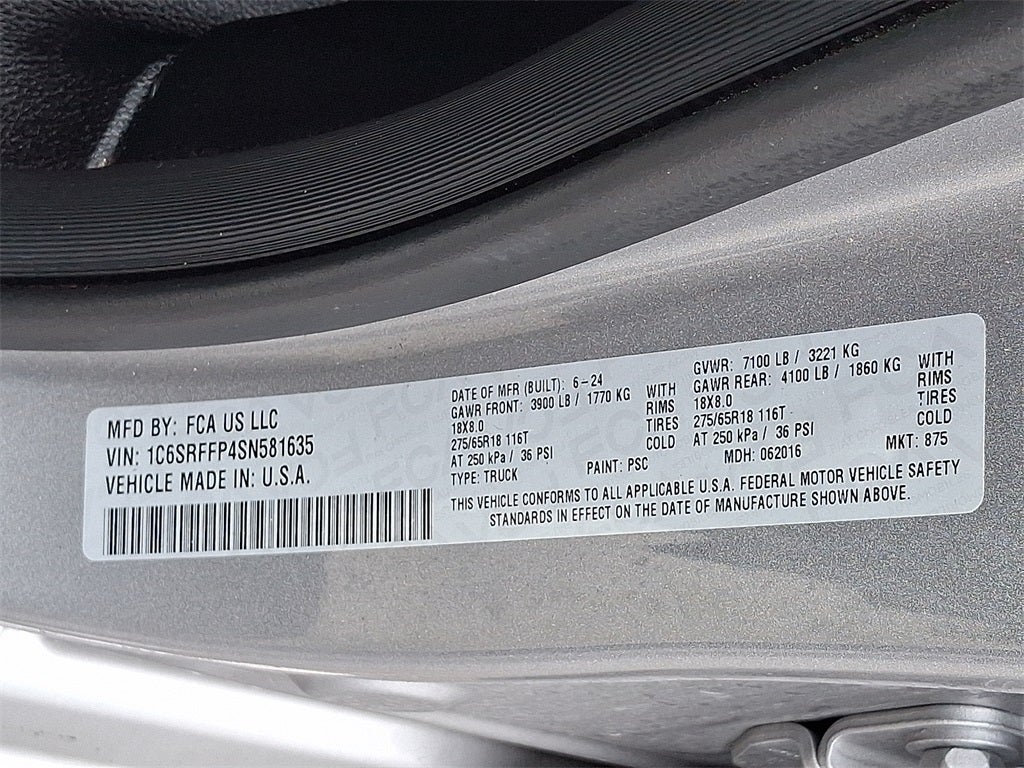 MFD BY: FCA US LLC
VIN: 1C6SRFFP4SN581635
VEHICLE MADE IN: U.S.A.
DATE OF MFR (BUILT): 6-24
GAWR FRONT: 3900 LB / 1770 KG WITH
18X8.0 RIMS
275/65R18 116T TIRES
AT 250 kPa / 36 PSI COLD
TYPE: TRUCK
PAINT: PSC
GVWR: 7100 LB / 3221 KG
GAWR REAR: 4100 LB / 1860 KG WITH
18X8.0 RIMS
275/65R18 116T TIRES
AT 250 kPa / 36 PSI COLD
MDH: 062016
MKT: 875
THIS VEHICLE CONFORMS TO ALL APPLICABLE U.S.A. FEDERAL MOTOR VEHICLE SAFETY
STANDARDS IN EFFECT ON THE DATE OF MANUFACTURE SHOWN ABOVE.